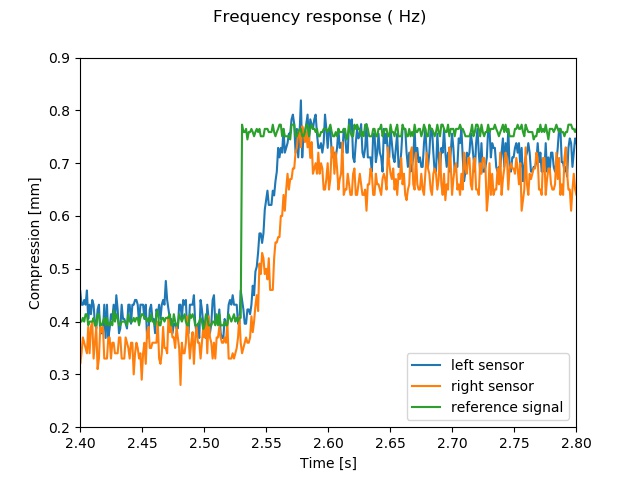 Frequency response ( Hz)
0.9
0.8
0.7
0.6
0.5
0.4
0.3
0.2
Compression [mm]
left sensor
right sensor
reference signal
2.40 2.45 2.50 2.55 2.60 2.65 2.70 2.75 2.80
Time [s]